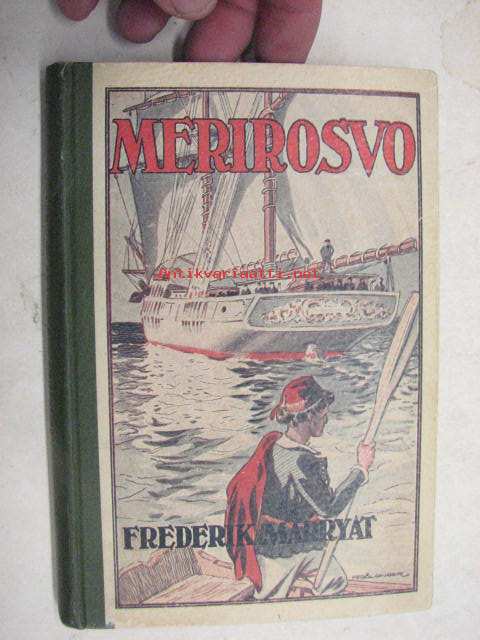 MERIROSVO
Antikvariaatti.net
FREDERIK MARRYAT